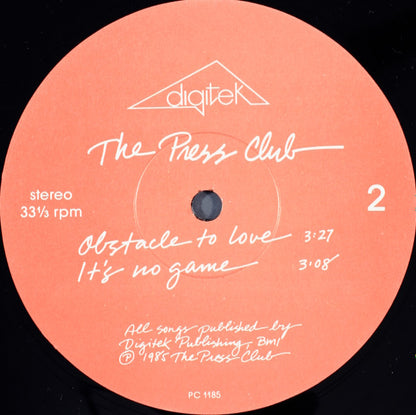 digitek
The Press Club
stereo
33⅓ rpm
2
Obstacle to love 3:27
It's no game 3:08
All songs published by
Digitek Publishing, BMI
Ⓟ 1985 The Press Club
PC 1185